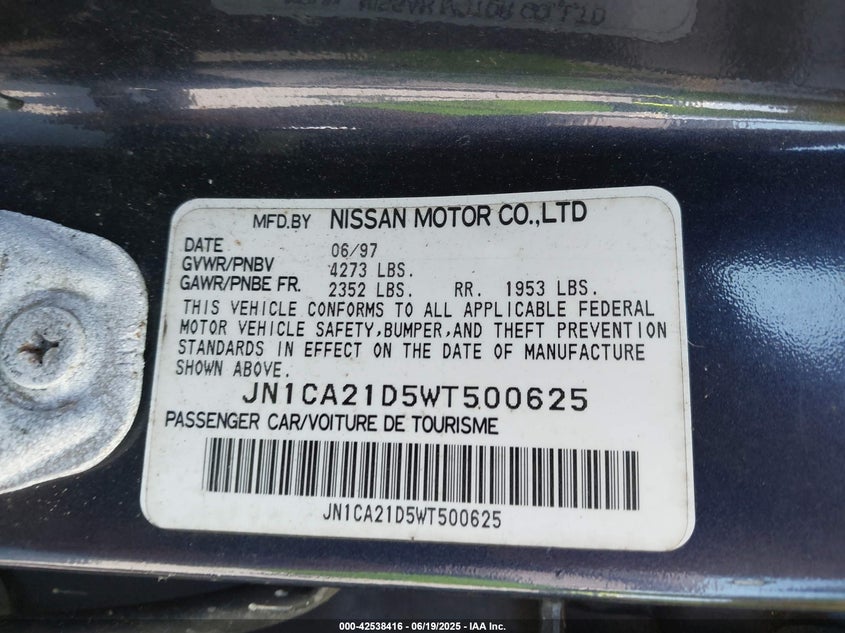 MFD.BY NISSAN MOTOR CO.,LTD
DATE 06/97
GVWR/PNBV 4273 LBS.
GAWR/PNBE FR. 2352 LBS. RR. 1953 LBS.
THIS VEHICLE CONFORMS TO ALL APPLICABLE FEDERAL
MOTOR VEHICLE SAFETY,BUMPER,AND THEFT PREVENTION
STANDARDS IN EFFECT ON THE DATE OF MANUFACTURE
SHOWN ABOVE.
JN1CA21D5WT500625
PASSENGER CAR/VOITURE DE TOURISME
JN1CA21D5WT500625
000-42538416 - 06/19/2025 - IAA Inc.